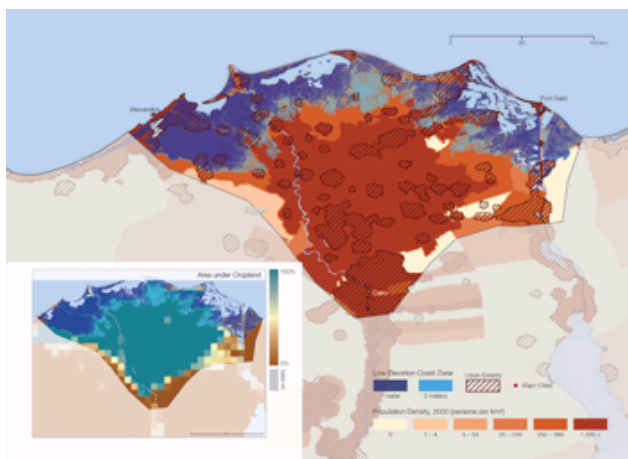 Alexandria
Port Said
Cairo
Area under Cropland
100%
0%
no data
Low Elevation Coast Zone
1 meter
2 meters
Urban Extents
Major Cities
Population Density, 2000 (persons per km²)
0
1 - 4
5 - 24
25 - 249
250 - 999
1,000 +